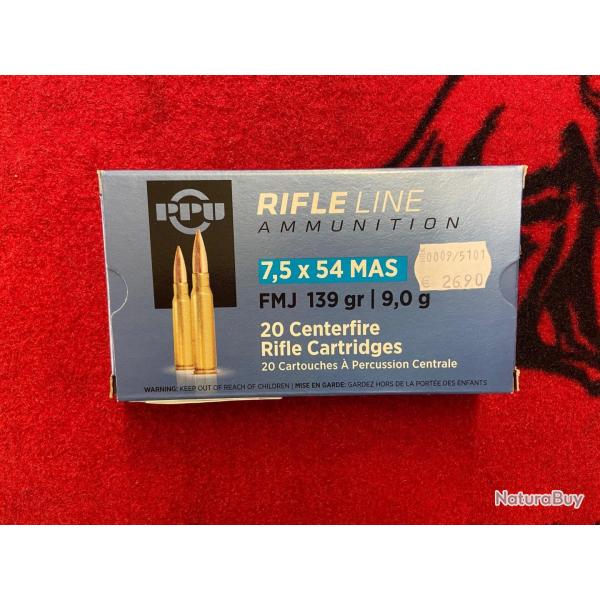 PPU
RIFLE LINE
AMMUNITION
7,5 x 54 MAS
FMJ 139 gr | 9,0 g
20 Centerfire
Rifle Cartridges
20 Cartouches À Percussion Centrale
WARNING: KEEP OUT OF REACH OF CHILDREN | MISE EN GARDE: GARDEZ HORS DE LA PORTÉE DES ENFANTS
0009/5101
€ 26.90
NaturaBuy